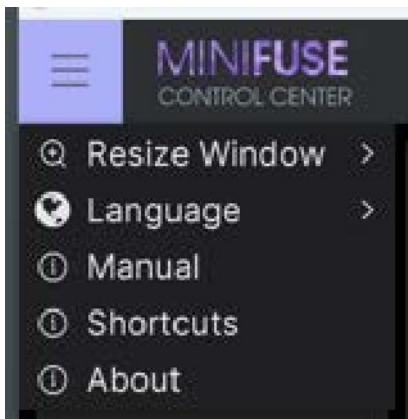 MINIFUSE
CONTROL CENTER
Resize Window
Language
Manual
Shortcuts
About